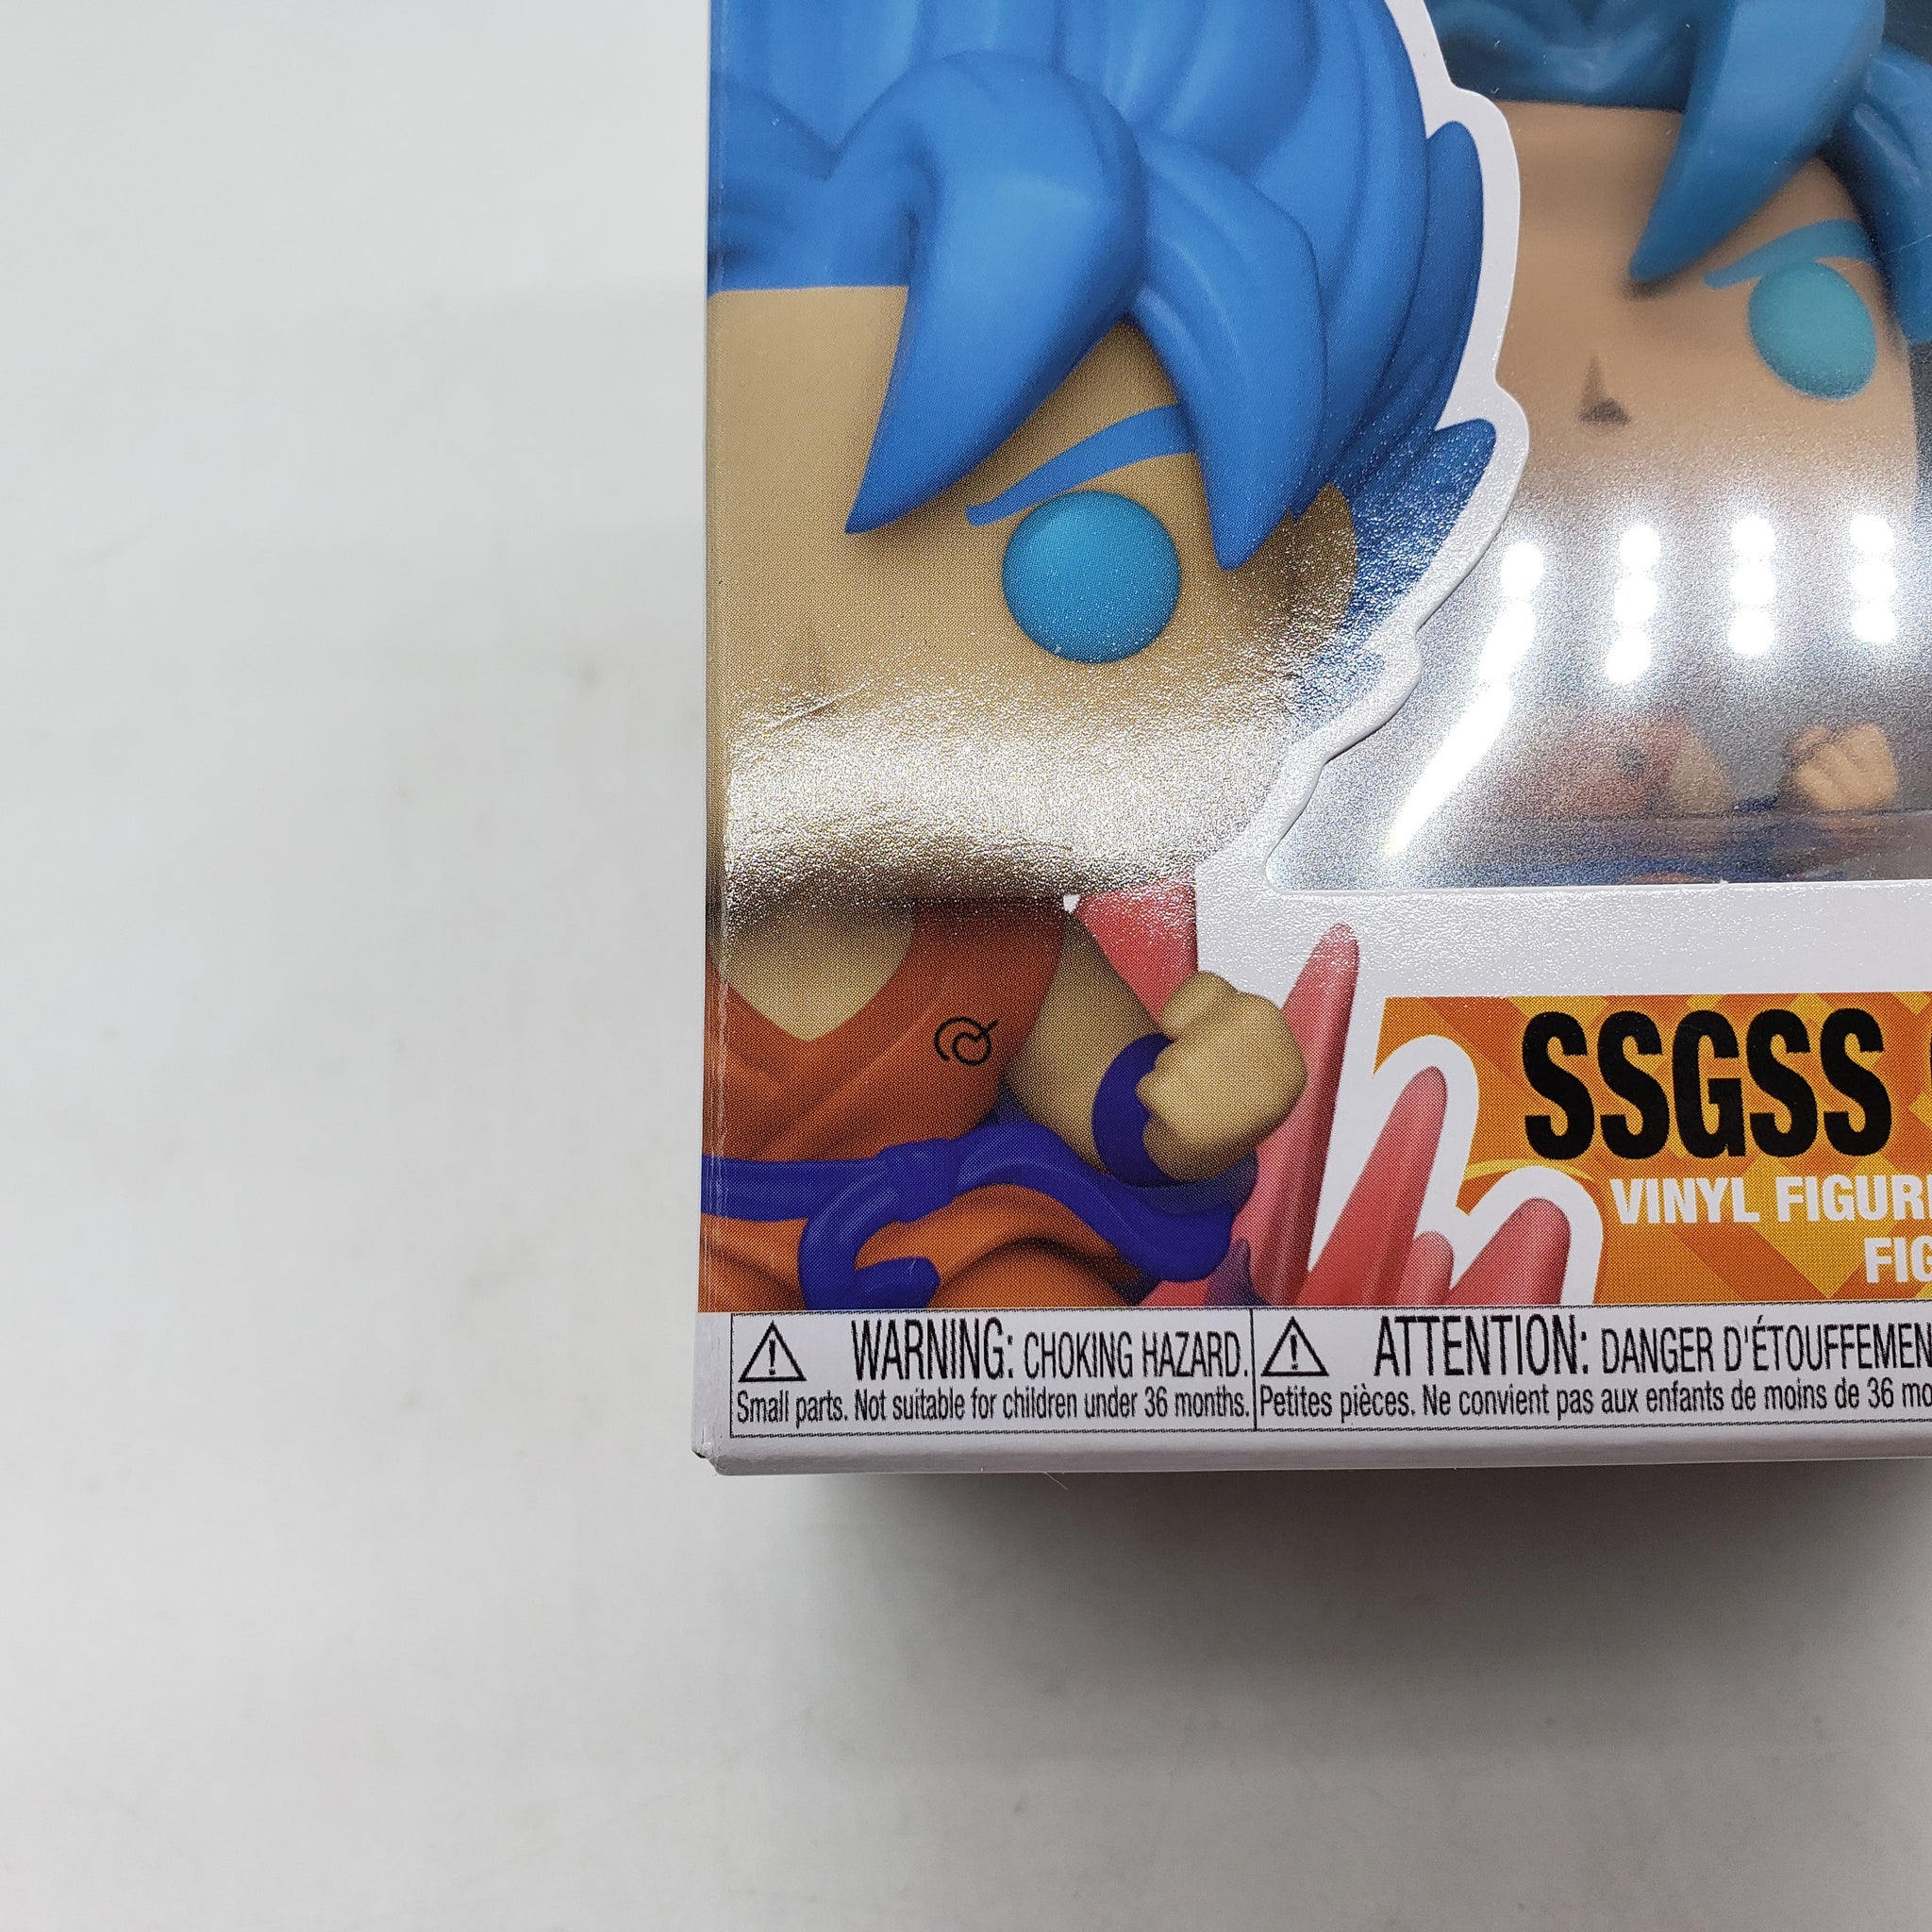 SSGSS
VINYL FIGUR
FIG
WARNING: CHOKING HAZARD.
Small parts. Not suitable for children under 36 months.
ATTENTION: DANGER D'ÉTOUFFEMEN
Petites pièces. Ne convient pas aux enfants de moins de 36 mo